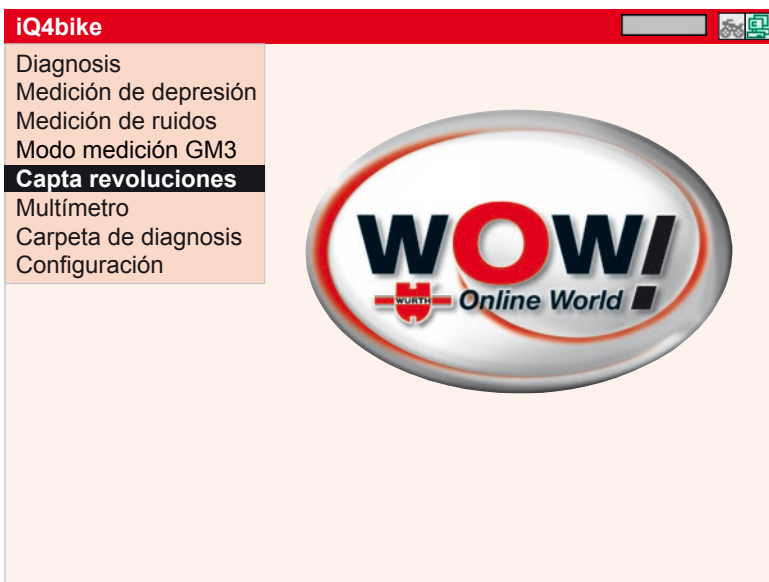 iQ4bike
Diagnosis
Medición de depresión
Medición de ruidos
Modo medición GM3
Capta revoluciones
Multímetro
Carpeta de diagnosis
Configuración
WOW!
WURTH Online World